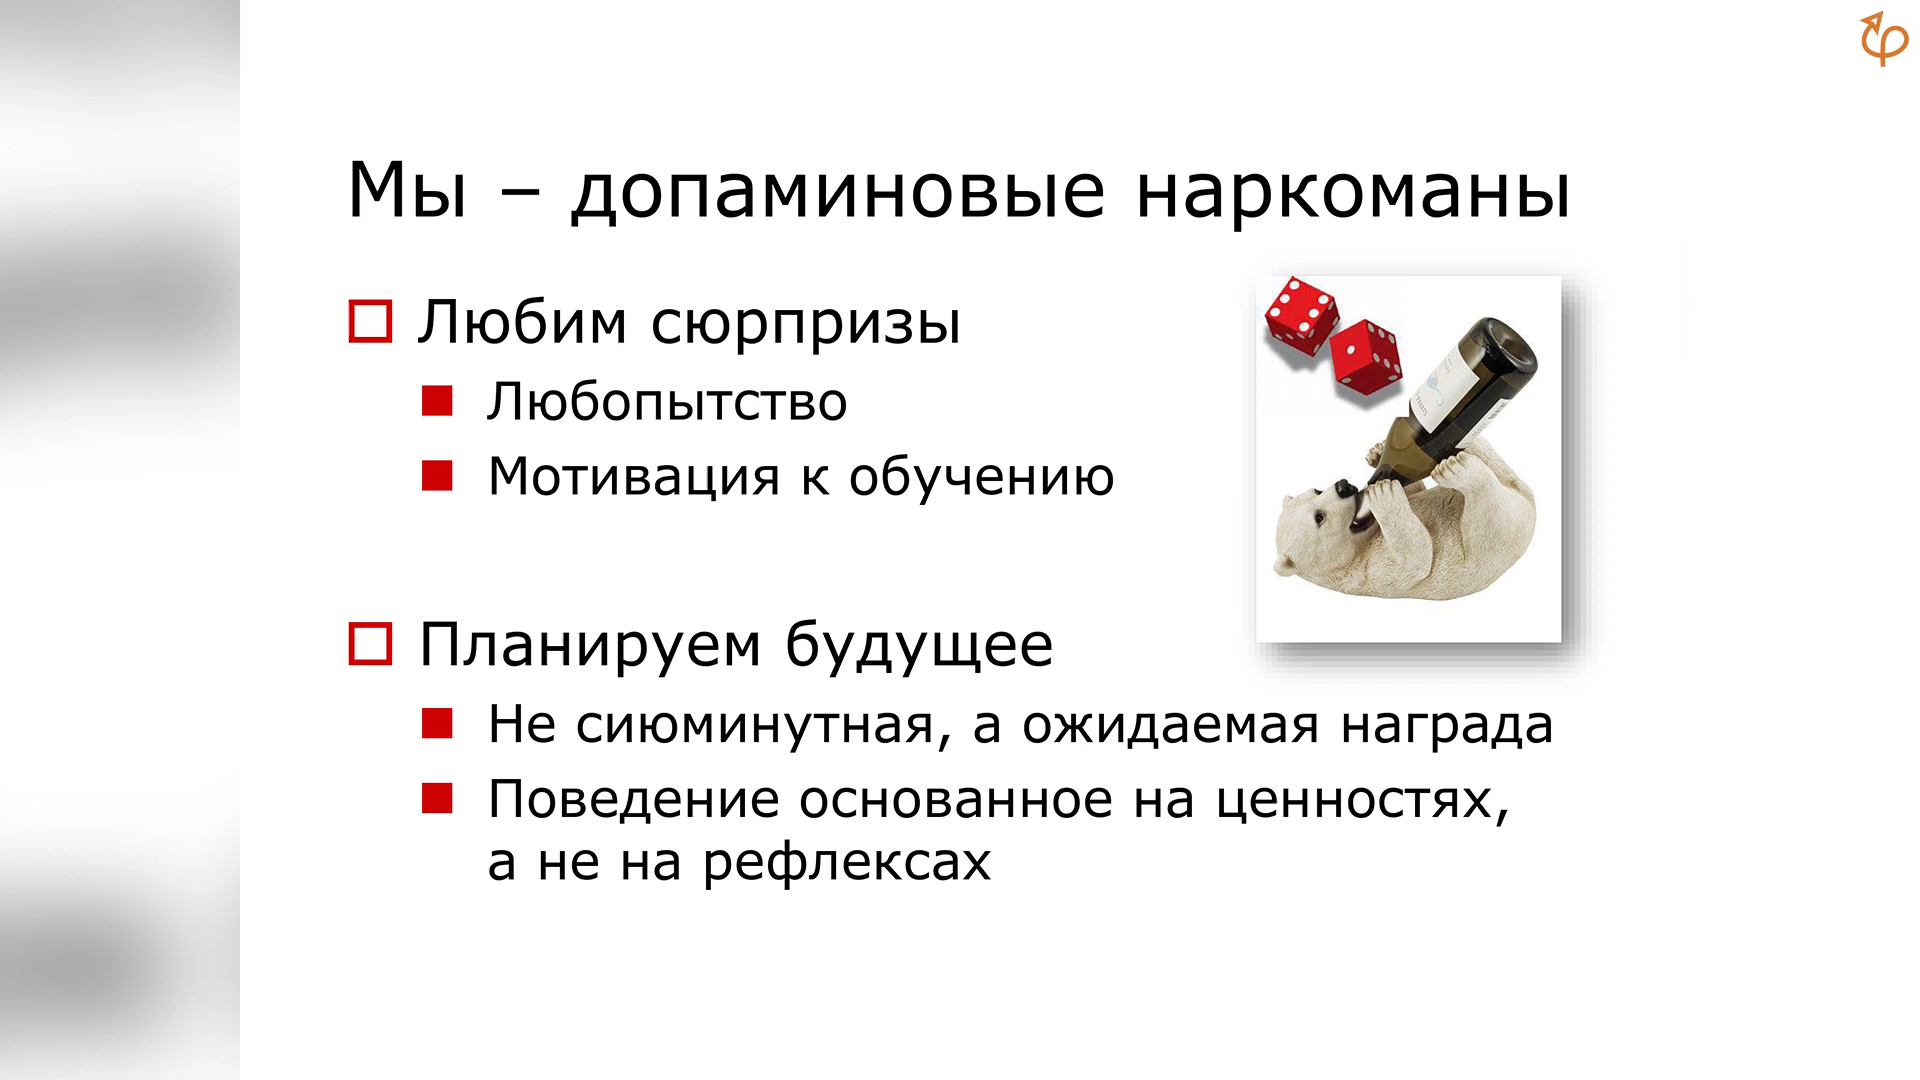 Мы – допаминовые наркоманы
Любим сюрпризы
Любопытство
Мотивация к обучению
Планируем будущее
Не сиюминутная, а ожидаемая награда
Поведение основанное на ценностях,
а не на рефлексах